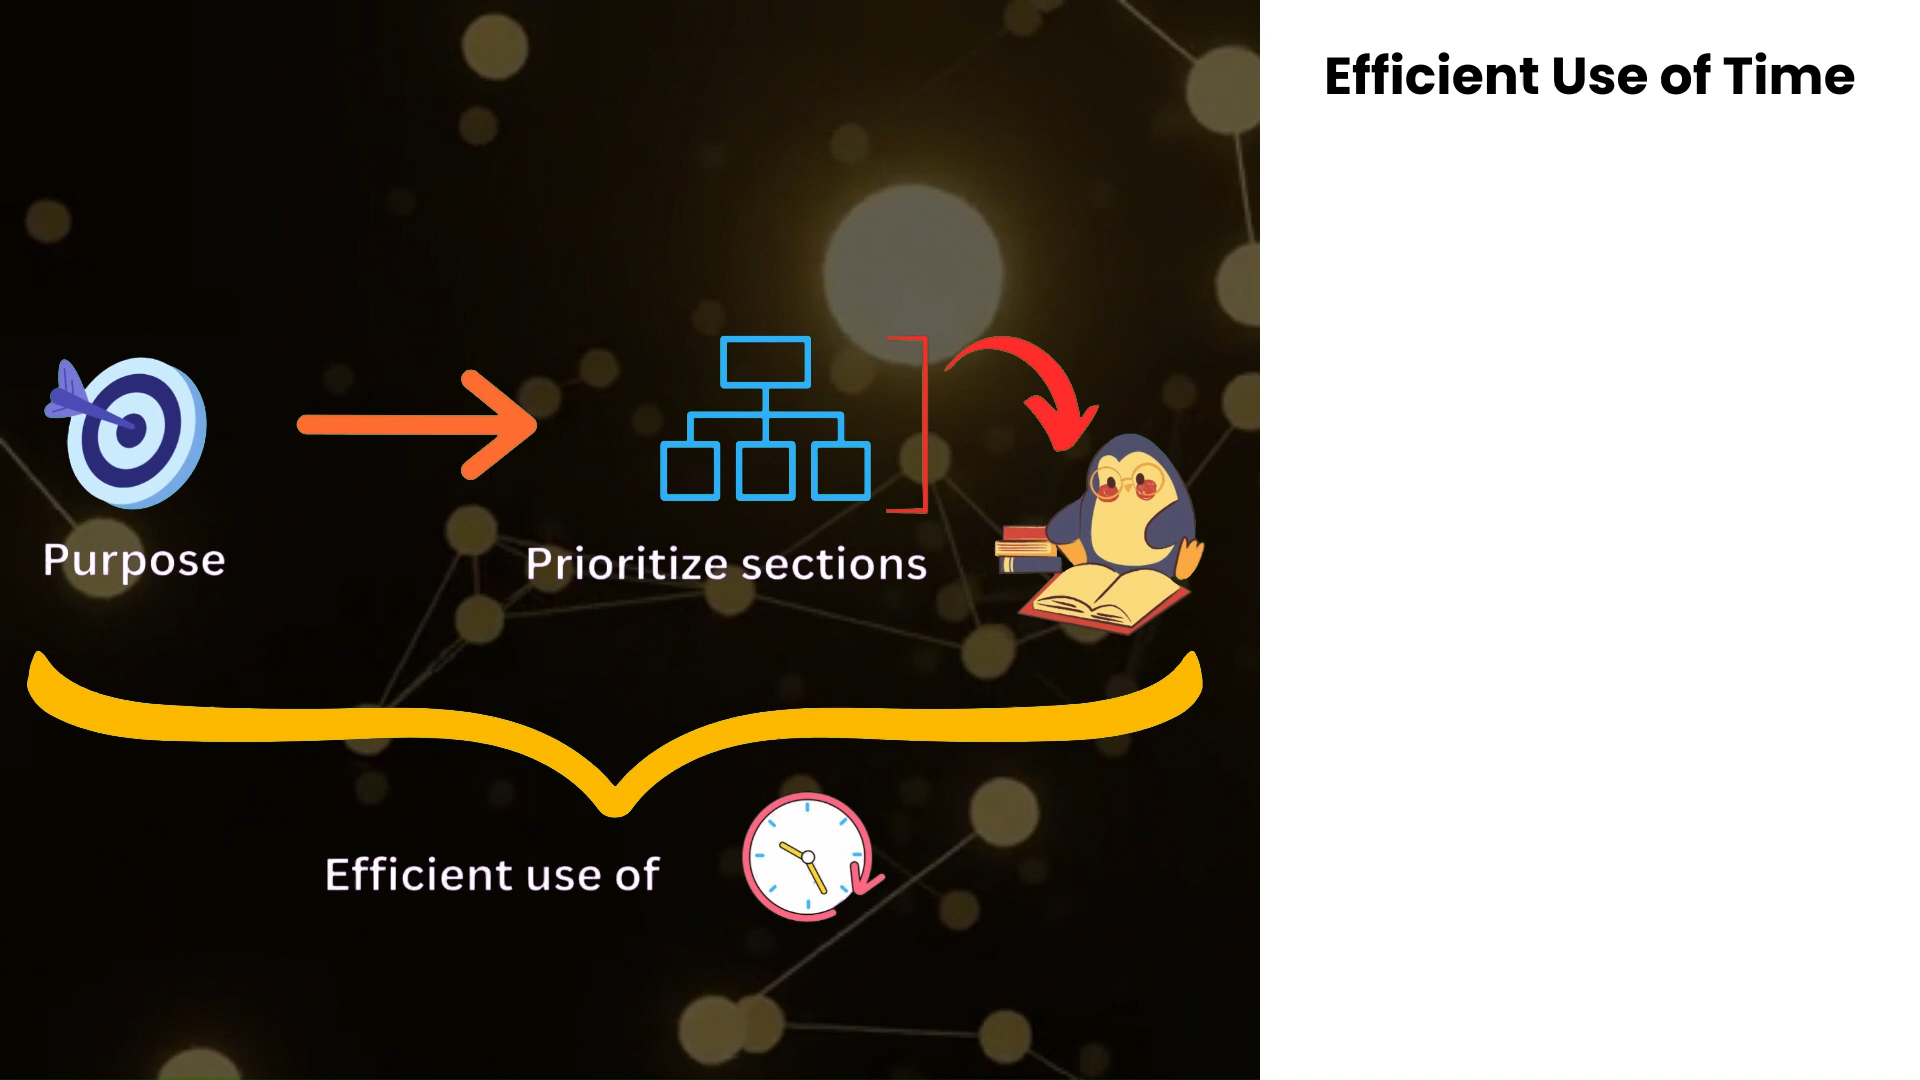 Efficient Use of Time
Purpose
Prioritize sections
Efficient use of